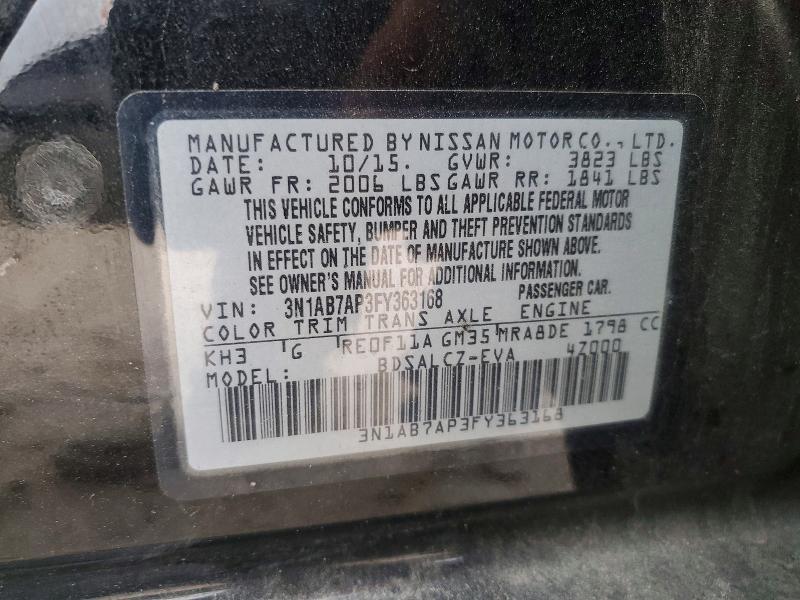 MANUFACTURED BY NISSAN MOTOR CO., LTD.
DATE: 10/15. GVWR: 3823 LBS
GAWR FR: 2006 LBS GAWR RR: 1841 LBS
THIS VEHICLE CONFORMS TO ALL APPLICABLE FEDERAL MOTOR
VEHICLE SAFETY, BUMPER AND THEFT PREVENTION STANDARDS
IN EFFECT ON THE DATE OF MANUFACTURE SHOWN ABOVE.
SEE OWNER'S MANUAL FOR ADDITIONAL INFORMATION.
VIN: 3N1AB7AP3FY363168 PASSENGER CAR.
COLOR TRIM TRANS AXLE ENGINE
KH3 G RE0F11A GM35 MRA8DE 1798 CC
MODEL: BDSALCZ-EVA 47000
3N1AB7AP3FY363168